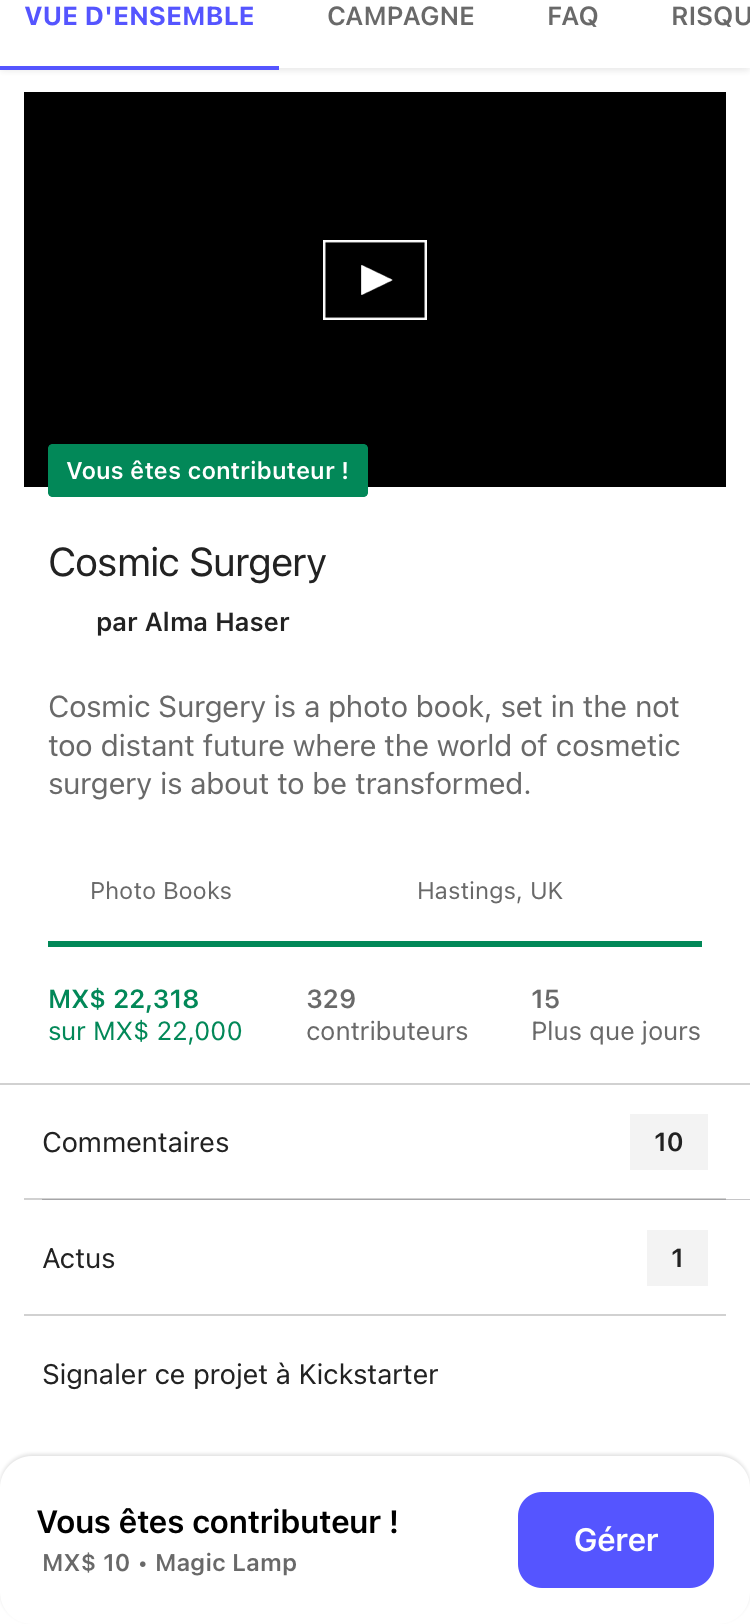 VUE D'ENSEMBLE CAMPAGNE FAQ RISQU
Vous êtes contributeur !
Cosmic Surgery
par Alma Haser
Cosmic Surgery is a photo book, set in the not
too distant future where the world of cosmetic
surgery is about to be transformed.
Photo Books Hastings, UK
MX$ 22,318 329 15
sur MX$ 22,000 contributeurs Plus que jours
Commentaires 10
Actus 1
Signaler ce projet à Kickstarter
Vous êtes contributeur !
MX$ 10 • Magic Lamp
Gérer